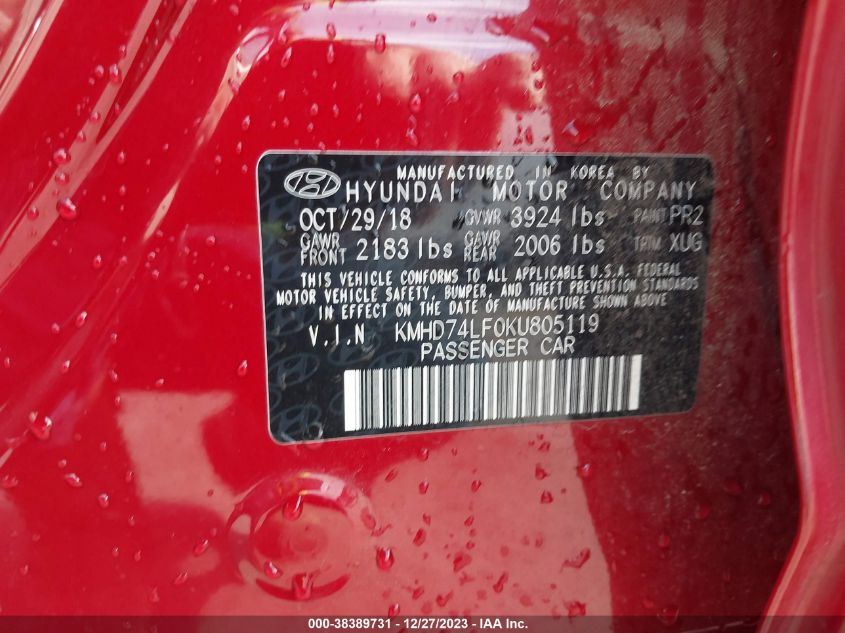 MANUFACTURED IN KOREA BY
HYUNDAI MOTOR COMPANY
OCT/29/18 GVWR 3924 lbs PAINT PR2
GAWR FRONT 2183 lbs GAWR REAR 2006 lbs TRIM XUG
THIS VEHICLE CONFORMS TO ALL APPLICABLE U.S.A. FEDERAL
MOTOR VEHICLE SAFETY, BUMPER, AND THEFT PREVENTION STANDARDS
IN EFFECT ON THE DATE OF MANUFACTURE SHOWN ABOVE.
V.I.N KMHD74LF0KU805119
PASSENGER CAR
000-38389731 - 12/27/2023 - IAA Inc.